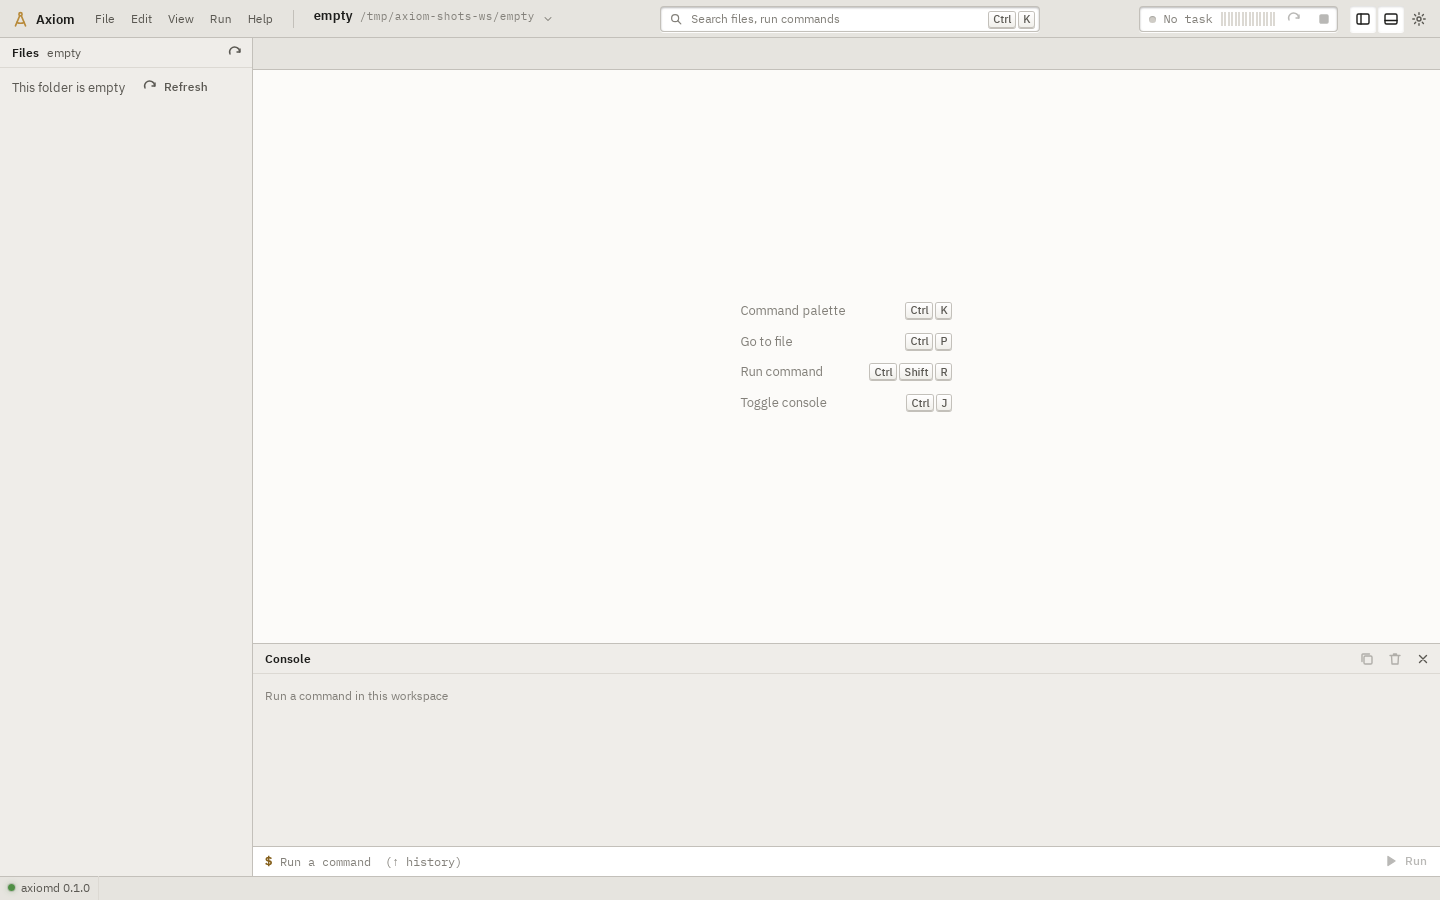 Axiom File Edit View Run Help empty /tmp/axiom-shots-ws/empty Search files, run commands Ctrl K No task
Files empty
This folder is empty Refresh
Command palette Ctrl K
Go to file Ctrl P
Run command Ctrl Shift R
Toggle console Ctrl J
Console
Run a command in this workspace
$ Run a command (↑ history) Run
axiomd 0.1.0